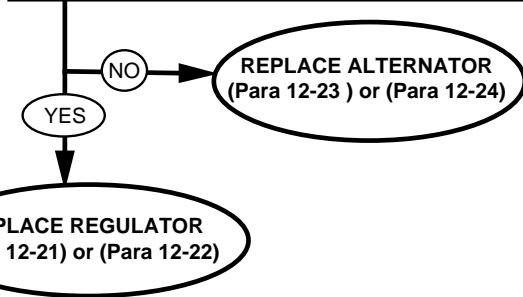 NO
REPLACE ALTERNATOR
(Para 12-23 ) or (Para 12-24)
YES
PLACE REGULATOR
12-21) or (Para 12-22)